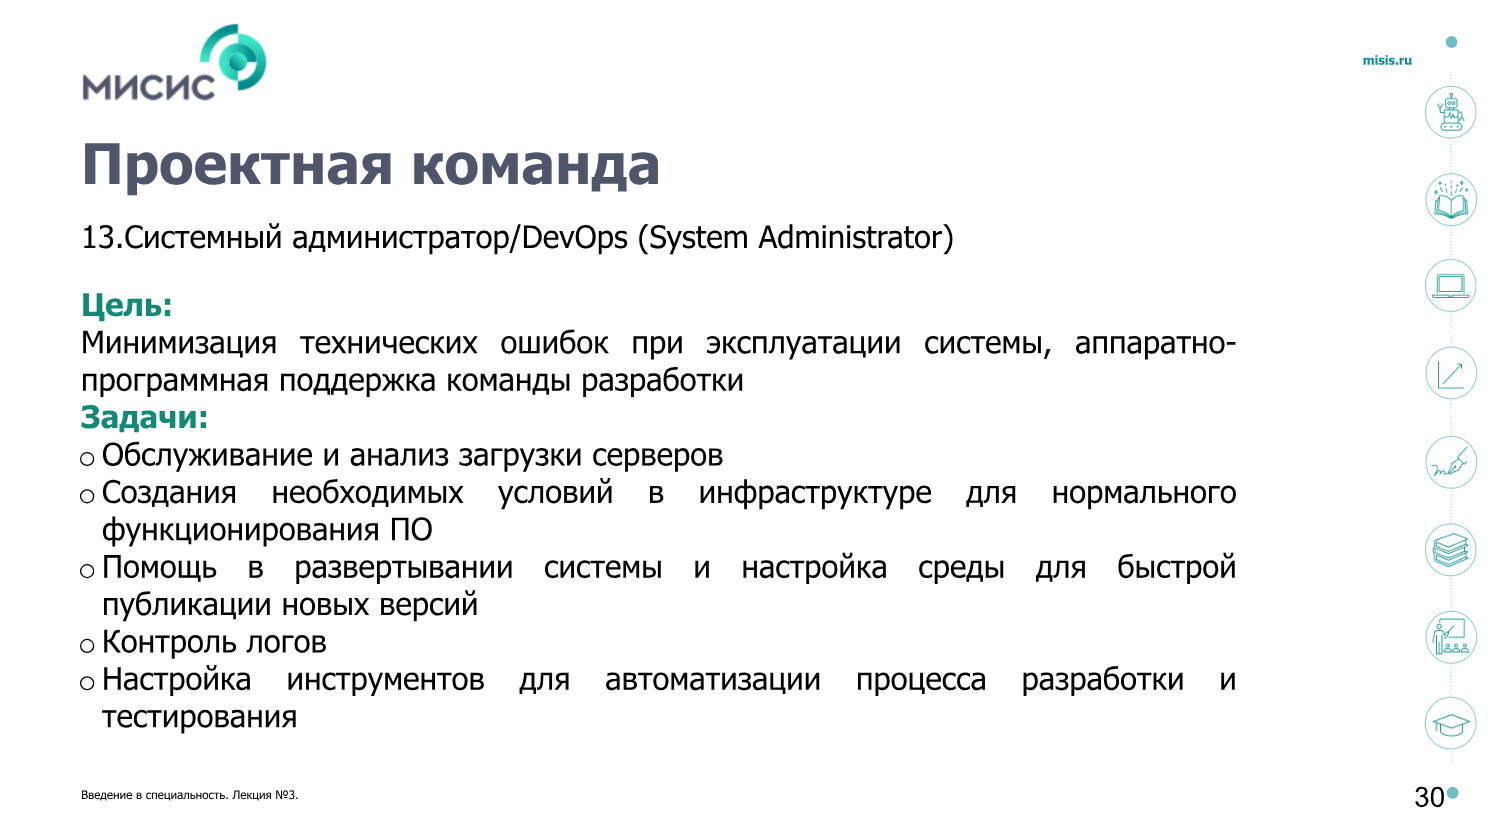 МИСИС
misis.ru
Проектная команда
13.Системный администратор/DevOps (System Administrator)
Цель:
Минимизация технических ошибок при эксплуатации системы, аппаратно-
программная поддержка команды разработки
Задачи:
o Обслуживание и анализ загрузки серверов
o Создания необходимых условий в инфраструктуре для нормального
функционирования ПО
o Помощь в развертывании системы и настройка среды для быстрой
публикации новых версий
o Контроль логов
o Настройка инструментов для автоматизации процесса разработки и
тестирования
Введение в специальность. Лекция №3.
30